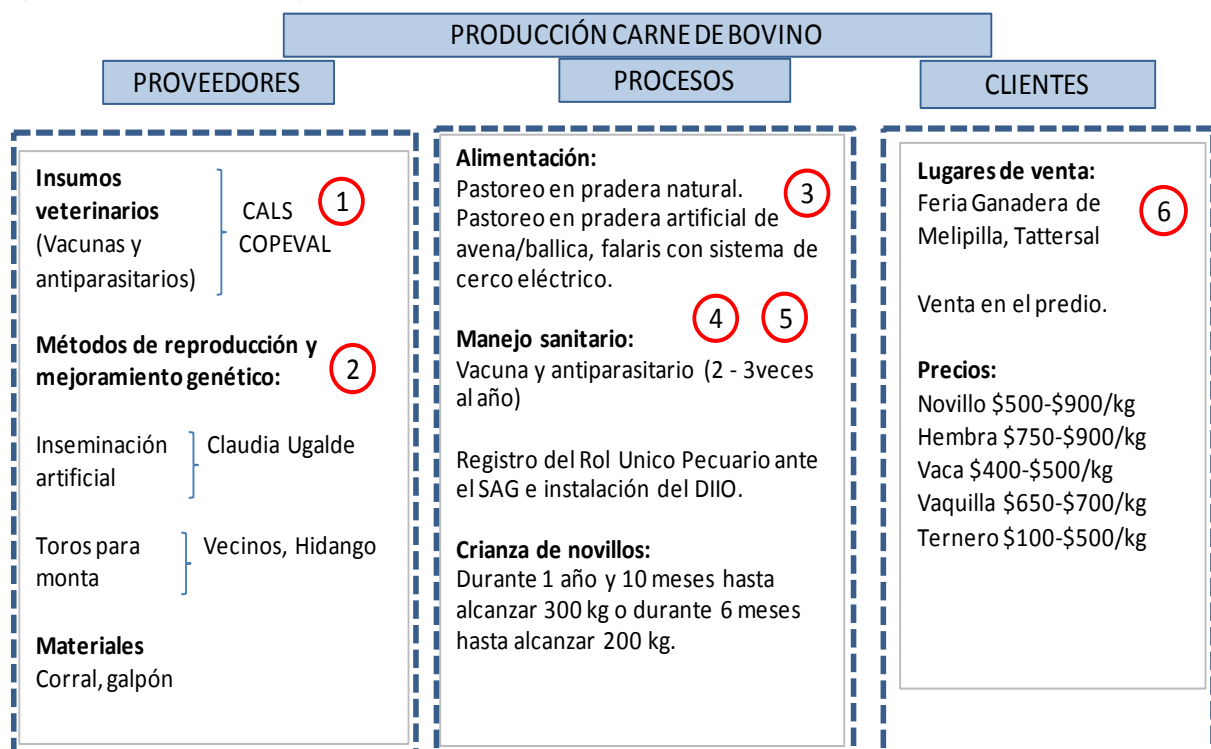 PRODUCCIÓN CARNE DE BOVINO
PROVEEDORES
PROCESOS
CLIENTES
Insumos
veterinarios
(Vacunas y
antiparasitarios)
CALS
COPEVAL
1
Métodos de reproducción y
mejoramiento genético:
2
Inseminación
artificial
Claudia Ugalde
Toros para
monta
Vecinos, Hidango
Materiales
Corral, galpón
Alimentación:
Pastoreo en pradera natural.
3
Pastoreo en pradera artificial de
avena/ballica, falaris con sistema de
cerco eléctrico.
4
5
Manejo sanitario:
Vacuna y antiparasitario (2 - 3veces
al año)
Registro del Rol Unico Pecuario ante
el SAG e instalación del DIIO.
Crianza de novillos:
Durante 1 año y 10 meses hasta
alcanzar 300 kg o durante 6 meses
hasta alcanzar 200 kg.
Lugares de venta:
Feria Ganadera de
Melipilla, Tattersal
6
Venta en el predio.
Precios:
Novillo $500-$900/kg
Hembra $750-$900/kg
Vaca $400-$500/kg
Vaquilla $650-$700/kg
Ternero $100-$500/kg